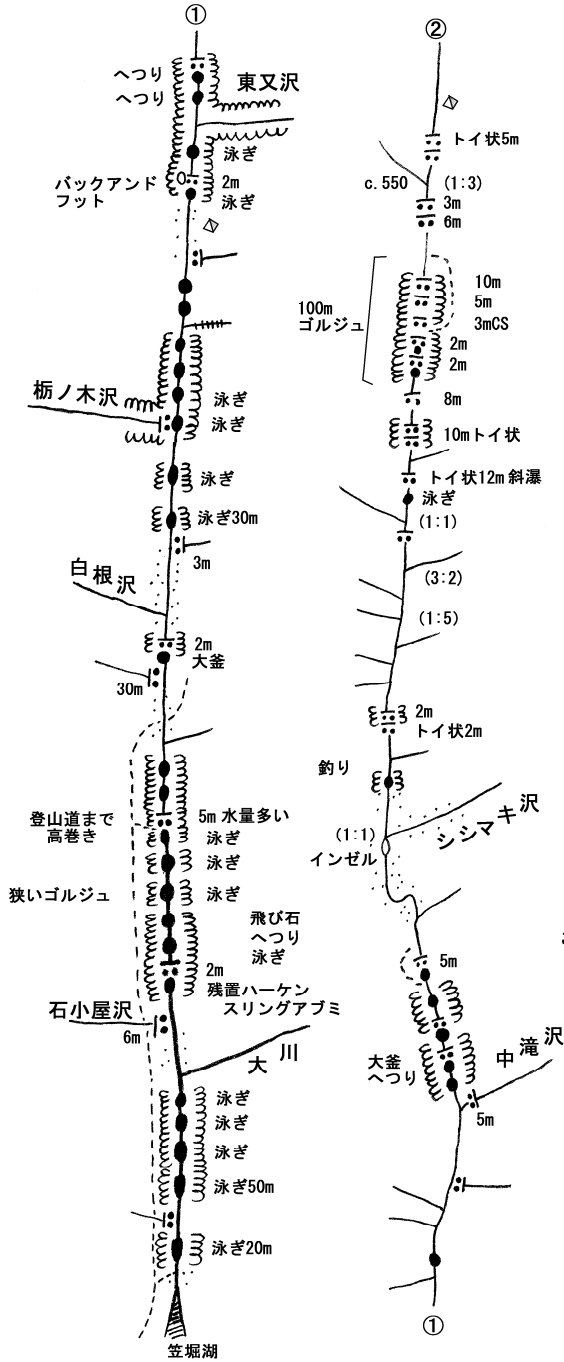 ①
へつり
へつり
東又沢
泳ぎ
バックアンド
フット
2m
泳ぎ
栃ノ木沢
泳ぎ
泳ぎ
泳ぎ
泳ぎ30m
3m
白根沢
2m
大釜
30m
登山道まで
高巻き
5m 水量多い
泳ぎ
泳ぎ
狭いゴルジュ
泳ぎ
飛び石
へつり
泳ぎ
2m
残置ハーケン
スリングアブミ
石小屋沢
6m
大川
泳ぎ
泳ぎ
泳ぎ
泳ぎ50m
泳ぎ20m
笠堀湖
②
トイ状5m
c.550
(1:3)
3m
6m
100m
ゴルジュ
10m
5m
3mCS
2m
2m
8m
10mトイ状
トイ状12m斜瀑
泳ぎ
(1:1)
(3:2)
(1:5)
2m
トイ状2m
釣り
シシマキ沢
(1:1)
インゼル
5m
大釜
へつり
中滝沢
5m
①